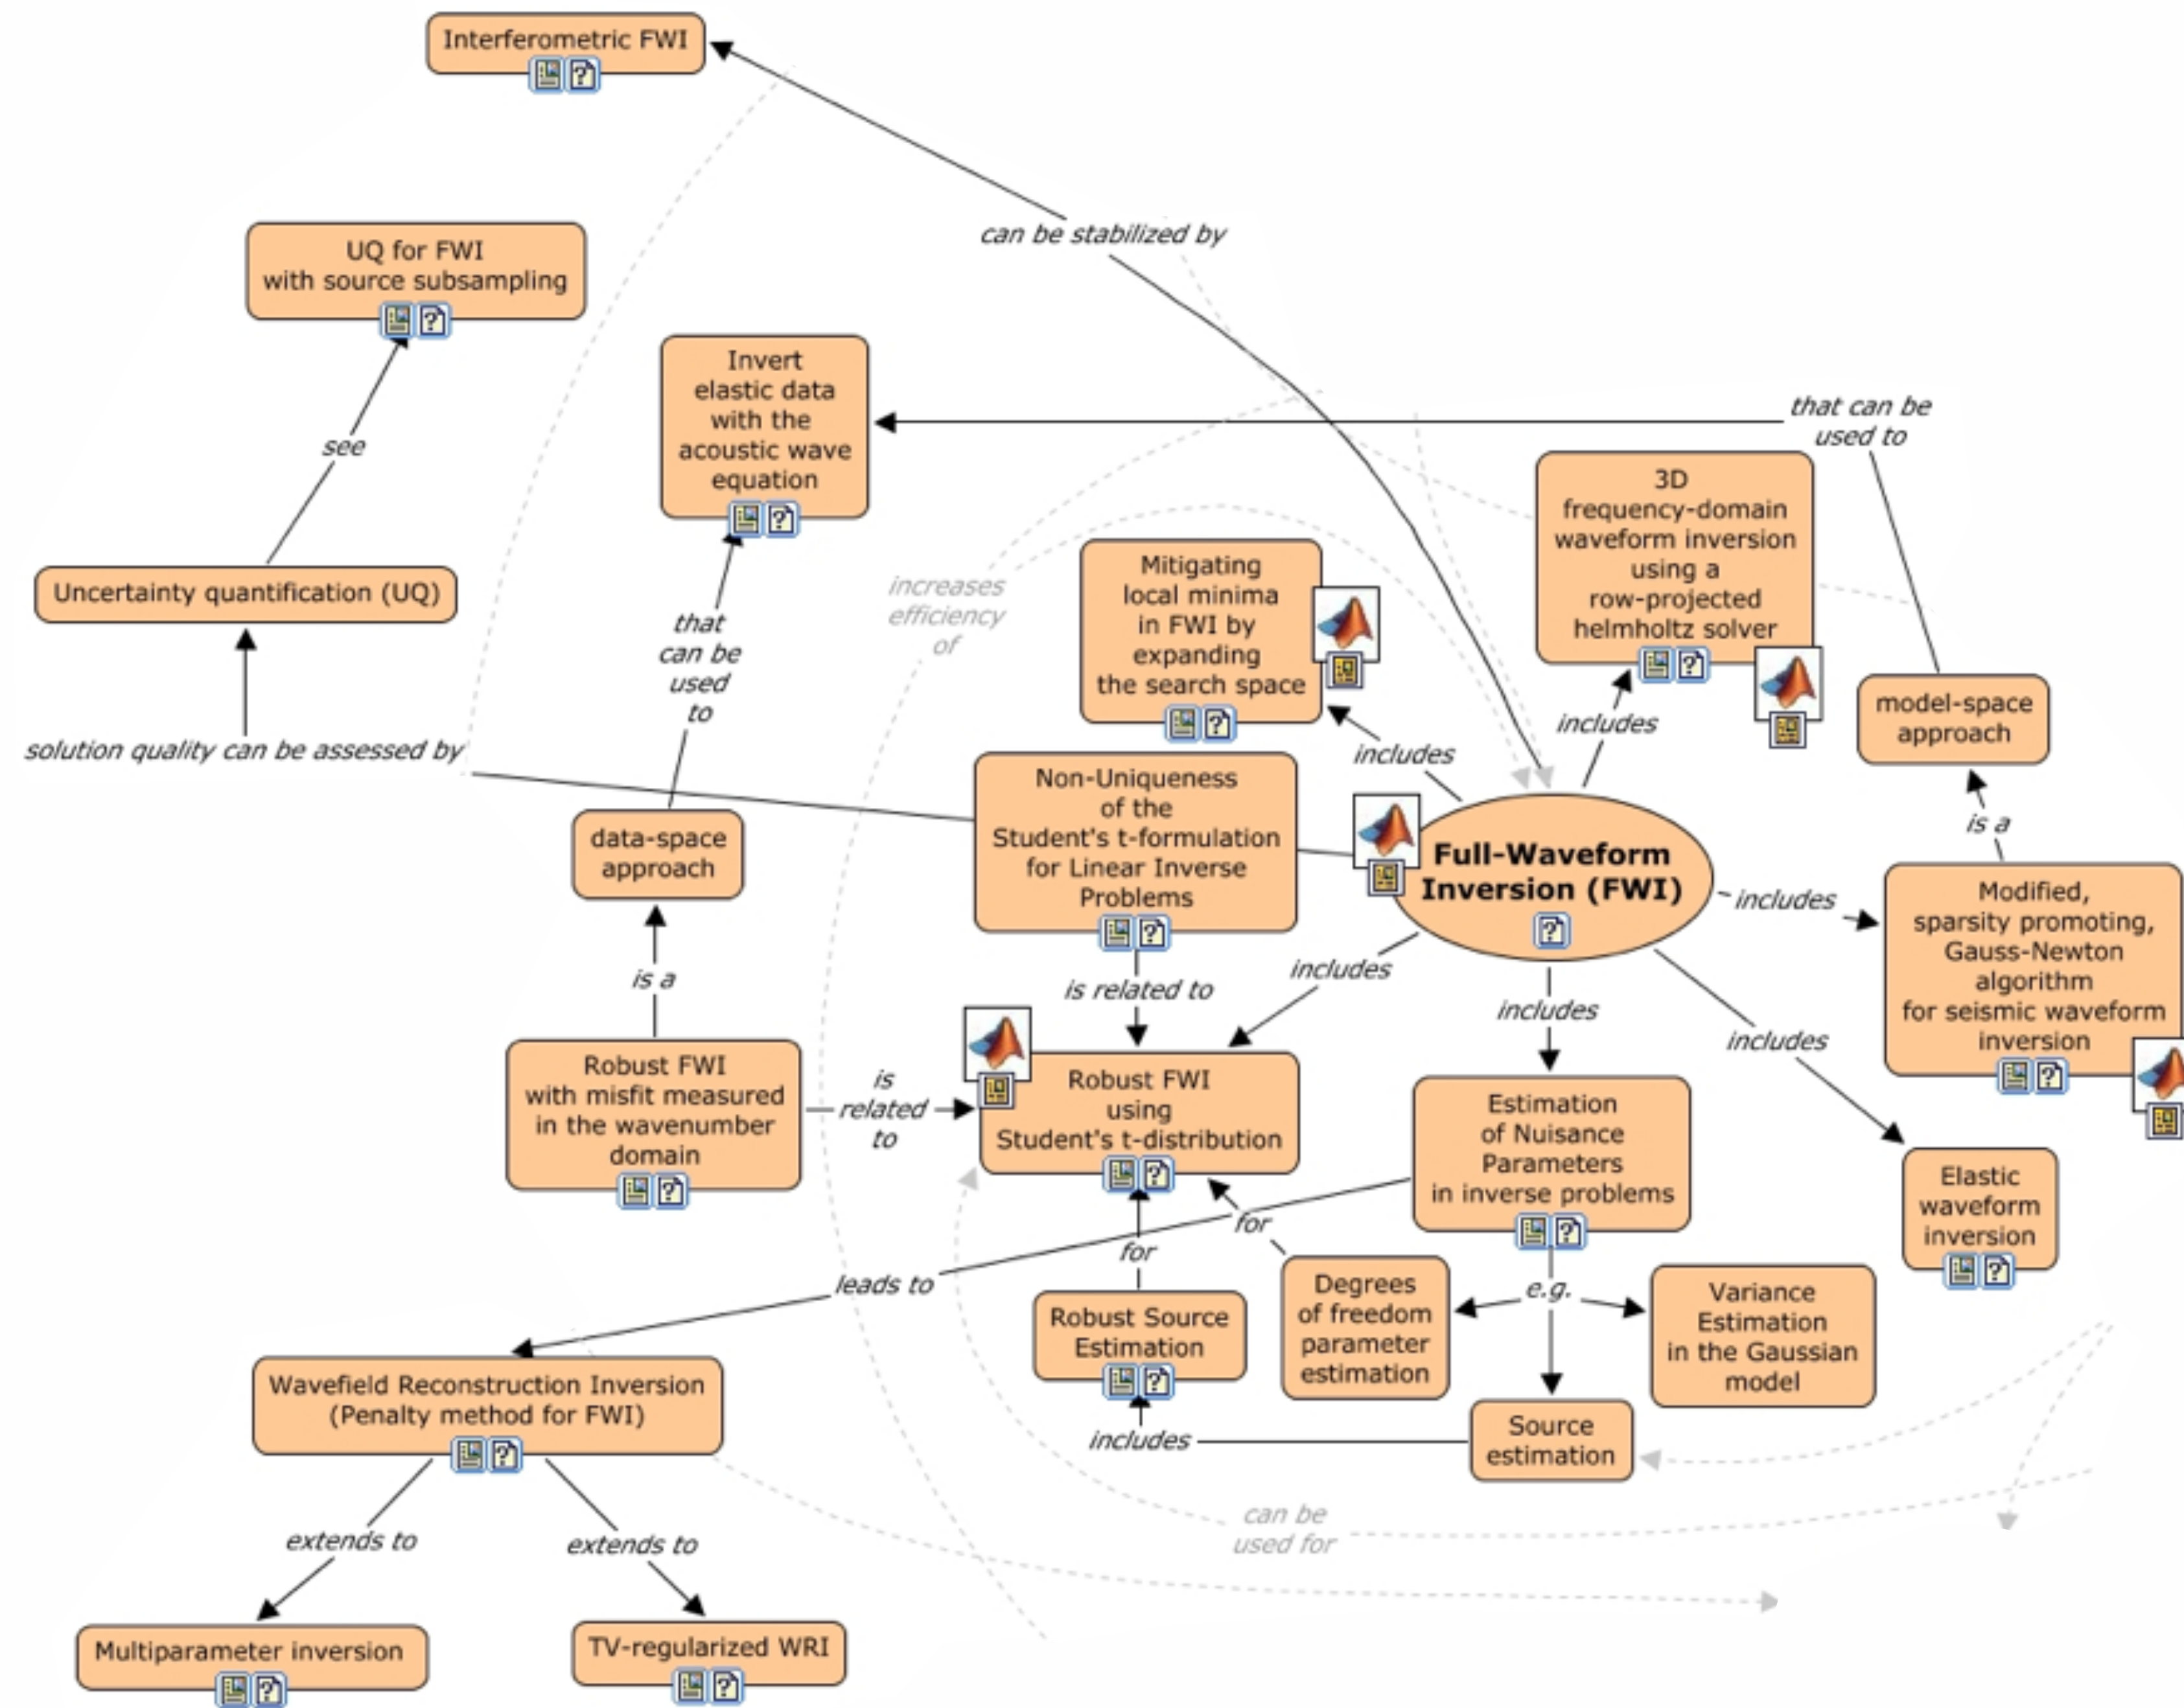 Interferometric FWI
can be stabilized by
UQ for FWI
with source subsampling
see
Invert
elastic data
with the
acoustic wave
equation
that can be
used to
3D
frequency-domain
waveform inversion
using a
row-projected
helmholtz solver
Uncertainty quantification (UQ)
increases
efficiency
of
Mitigating
local minima
in FWI by
expanding
the search space
that
can be
used
to
includes
includes
model-space
approach
solution quality can be assessed by
Non-Uniqueness
of the
Student's t-formulation
for Linear Inverse
Problems
data-space
approach
Full-Waveform
Inversion (FWI)
is a
includes
Modified,
sparsity promoting,
Gauss-Newton
algorithm
for seismic waveform
inversion
is a
is related to
includes
includes
includes
Robust FWI
with misfit measured
in the wavenumber
domain
is
related
to
Robust FWI
using
Student's t-distribution
Estimation
of Nuisance
Parameters
in inverse problems
Elastic
waveform
inversion
leads to
for
for
Robust Source
Estimation
Degrees
of freedom
parameter
estimation
e.g.
Variance
Estimation
in the Gaussian
model
Wavefield Reconstruction Inversion
(Penalty method for FWI)
includes
Source
estimation
can be
used for
extends to
extends to
Multiparameter inversion
TV-regularized WRI